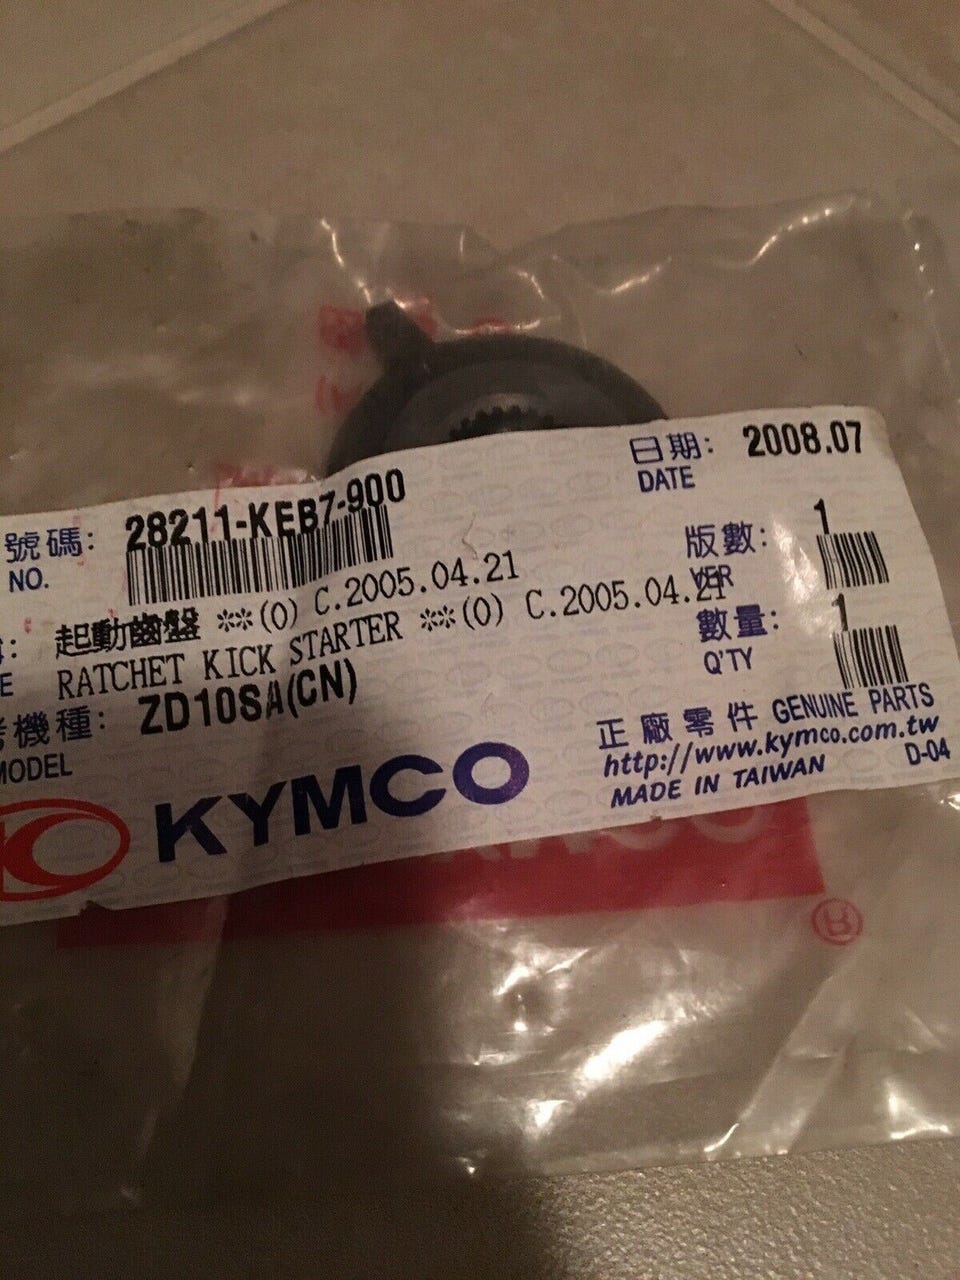 號碼: 28211-KEB7-900
NO.
日期: 2008.07
DATE
起動齒盤 **(O) C.2005.04.21
RATCHET KICK STARTER **(O) C.2005.04.21
版數: 1
VER
數量: 1
Q'TY
機種: ZD10SA(CN)
MODEL
KYMCO
正廠零件 GENUINE PARTS
http://www.kymco.com.tw
MADE IN TAIWAN D-04
®